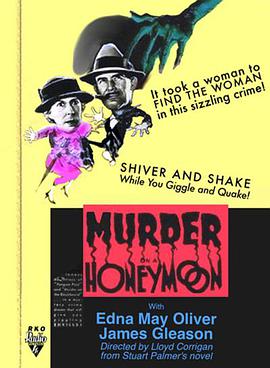 It took a woman to
FIND THE WOMAN
in this sizzling crime!
SHIVER AND SHAKE
While You Giggle and Quake!
MURDER
ON A
HONEYMOON
With
Edna May Oliver
James Gleason
Directed by Lloyd Corrigan
from Stuart Palmer's novel
RKO
Radio